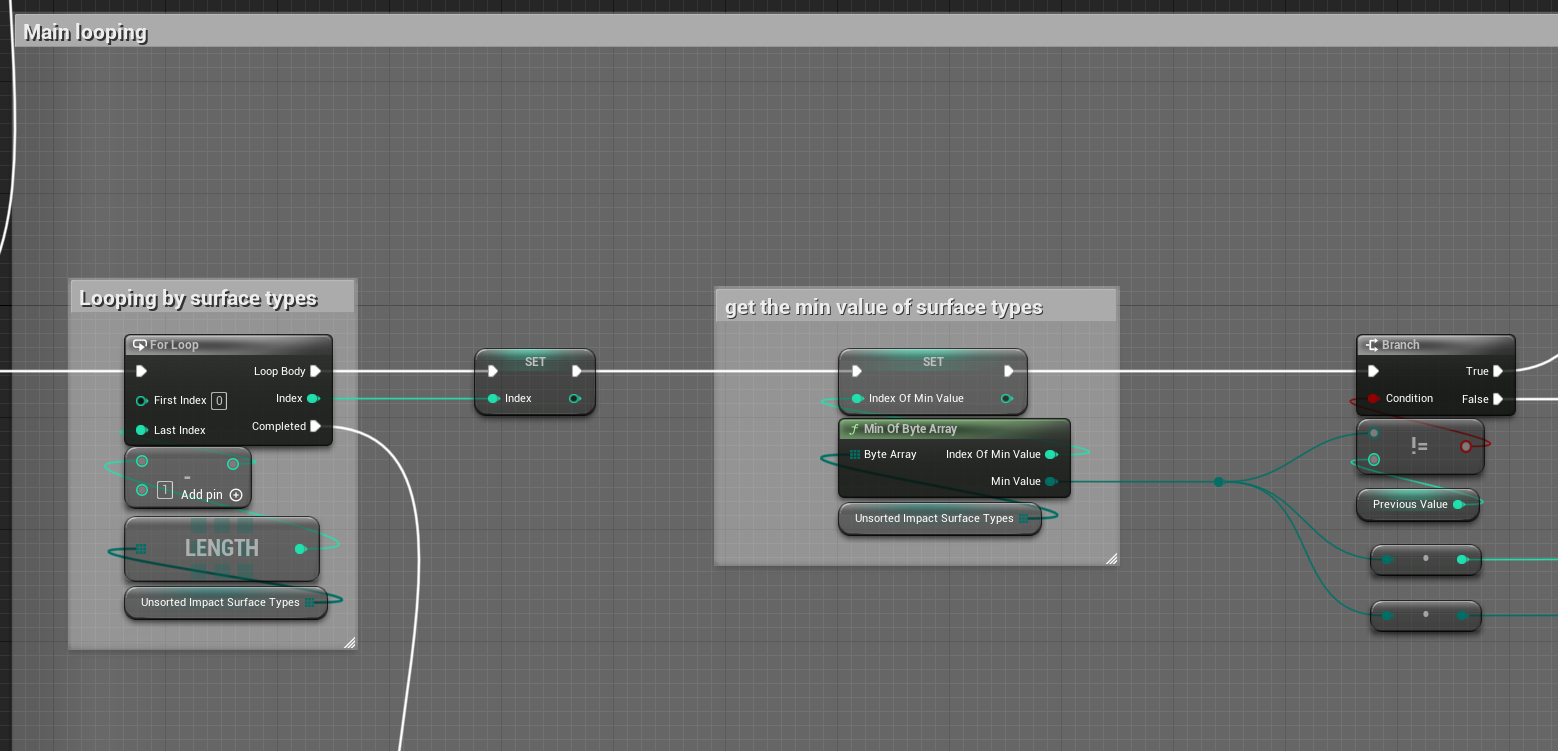 Main looping
Looping by surface types
For Loop
Loop Body
First Index 0
Index
Last Index
Completed
-
1 Add pin
LENGTH
Unsorted Impact Surface Types
SET
Index
get the min value of surface types
SET
Index Of Min Value
f Min Of Byte Array
Byte Array
Index Of Min Value
Min Value
Unsorted Impact Surface Types
Branch
True
Condition
False
!=
Previous Value